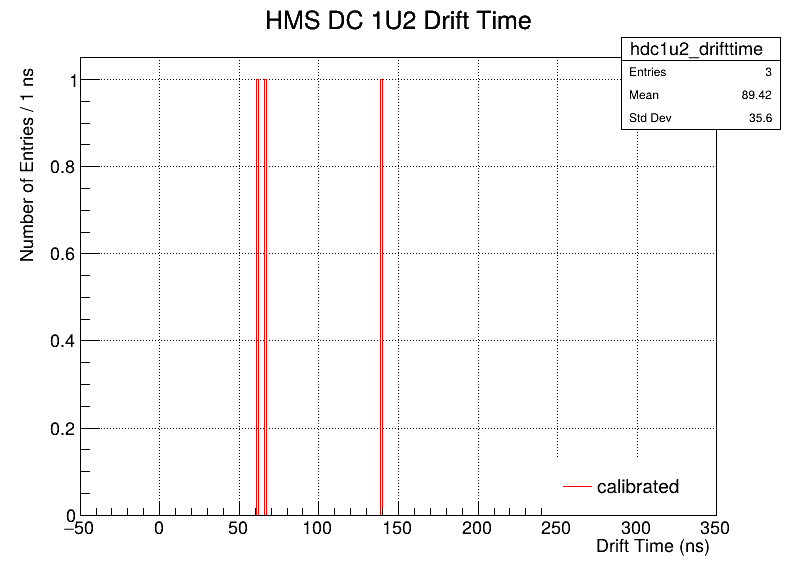 HMS DC 1U2 Drift Time
hdc1u2_drifttime
Entries 3
Mean 89.42
Std Dev 35.6
Number of Entries / 1 ns
1
0.8
0.6
0.4
0.2
0
−50 0 50 100 150 200 250 300 350
Drift Time (ns)
calibrated